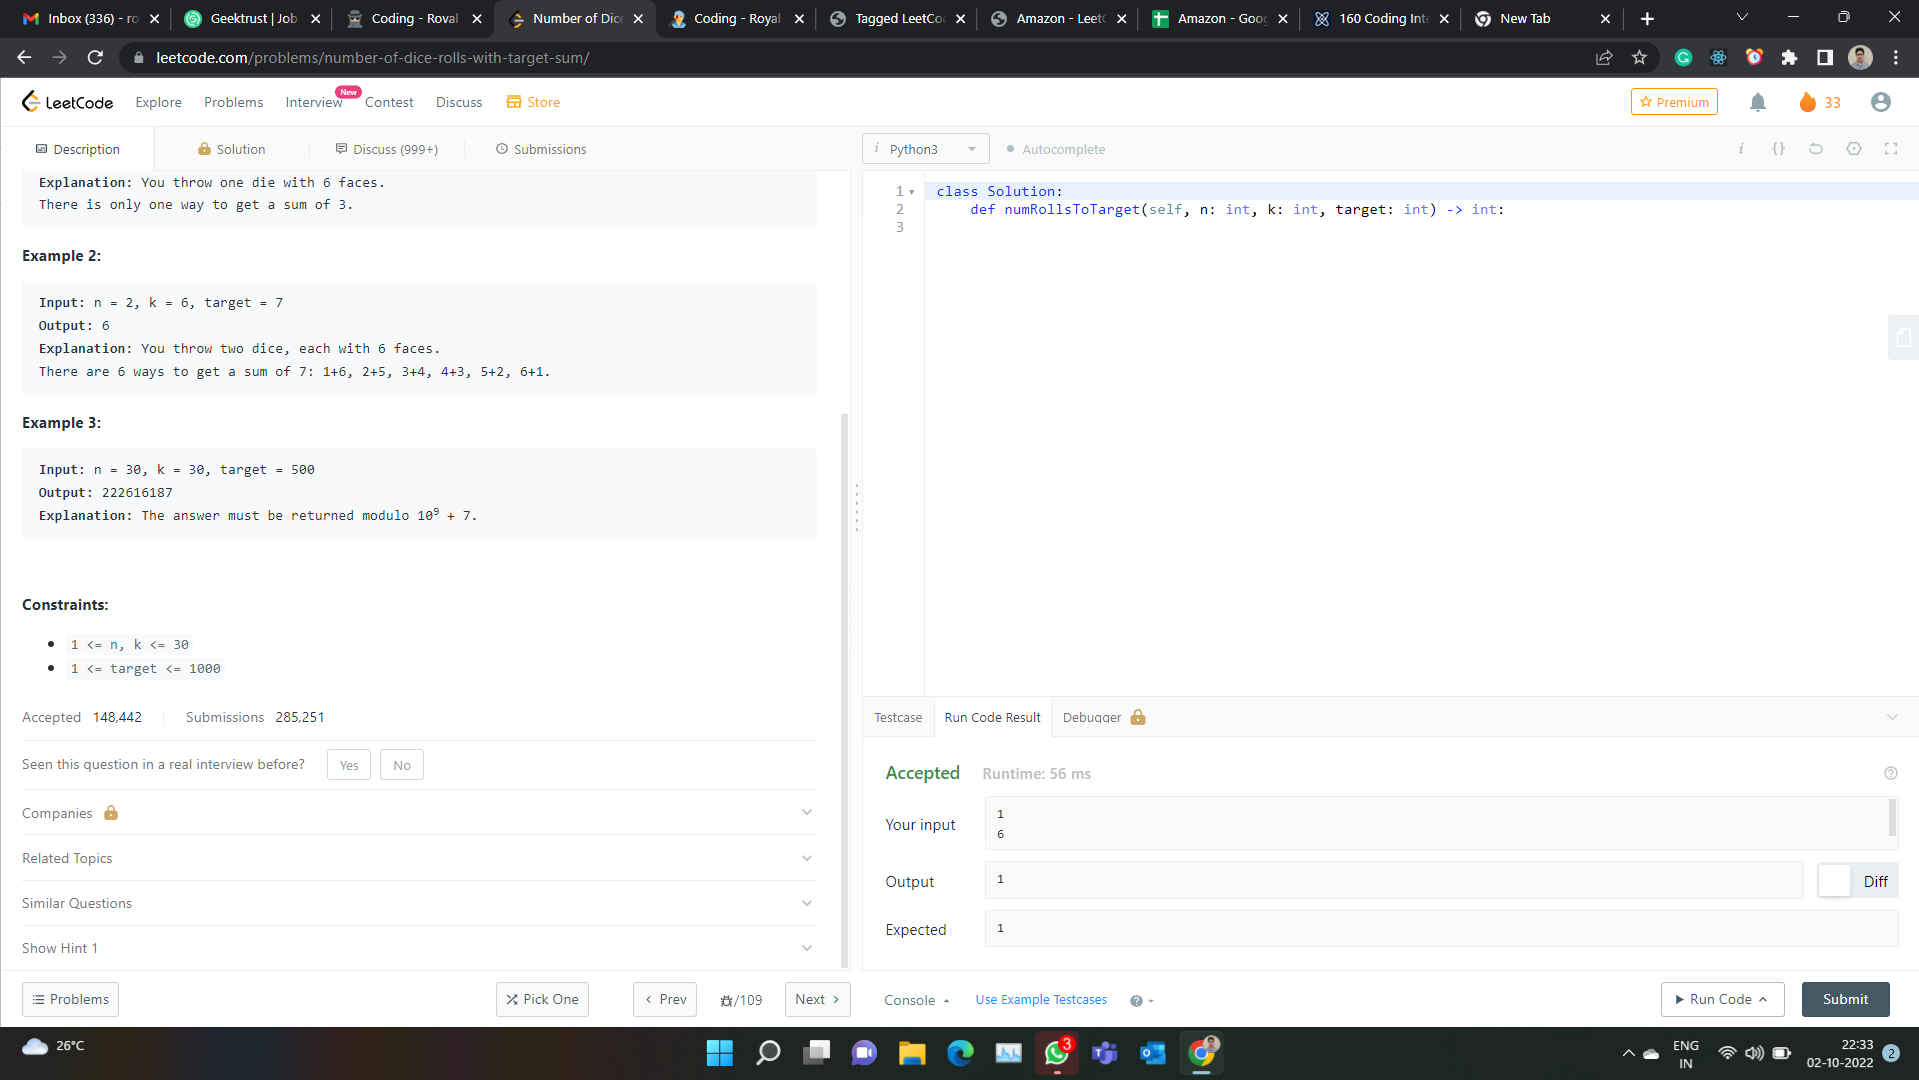 Inbox (336) - ro
Geektrust | Job
Coding - Royal
Number of Dice
Coding - Royal
Tagged LeetCo
Amazon - LeetC
Amazon - Goog
160 Coding Inte
New Tab
leetcode.com/problems/number-of-dice-rolls-with-target-sum/
LeetCode
Explore
Problems
Interview
New
Contest
Discuss
Store
Premium
33
Description
Solution
Discuss (999+)
Submissions
Python3
Autocomplete
Explanation: You throw one die with 6 faces.
There is only one way to get a sum of 3.
Example 2:
Input: n = 2, k = 6, target = 7
Output: 6
Explanation: You throw two dice, each with 6 faces.
There are 6 ways to get a sum of 7: 1+6, 2+5, 3+4, 4+3, 5+2, 6+1.
Example 3:
Input: n = 30, k = 30, target = 500
Output: 222616187
Explanation: The answer must be returned modulo 10⁹ + 7.
Constraints:
1 <= n, k <= 30
1 <= target <= 1000
Accepted 148,442 Submissions 285,251
Seen this question in a real interview before? Yes No
Companies
Related Topics
Similar Questions
Show Hint 1
Problems
Pick One
Prev
/109
Next
1 class Solution:
2 def numRollsToTarget(self, n: int, k: int, target: int) -> int:
3
Testcase
Run Code Result
Debugger
Accepted Runtime: 56 ms
Your input
1
6
Output
1
Diff
Expected
1
Console
Use Example Testcases
Run Code
Submit
26°C
3
ENG
IN
22:33
02-10-2022
2